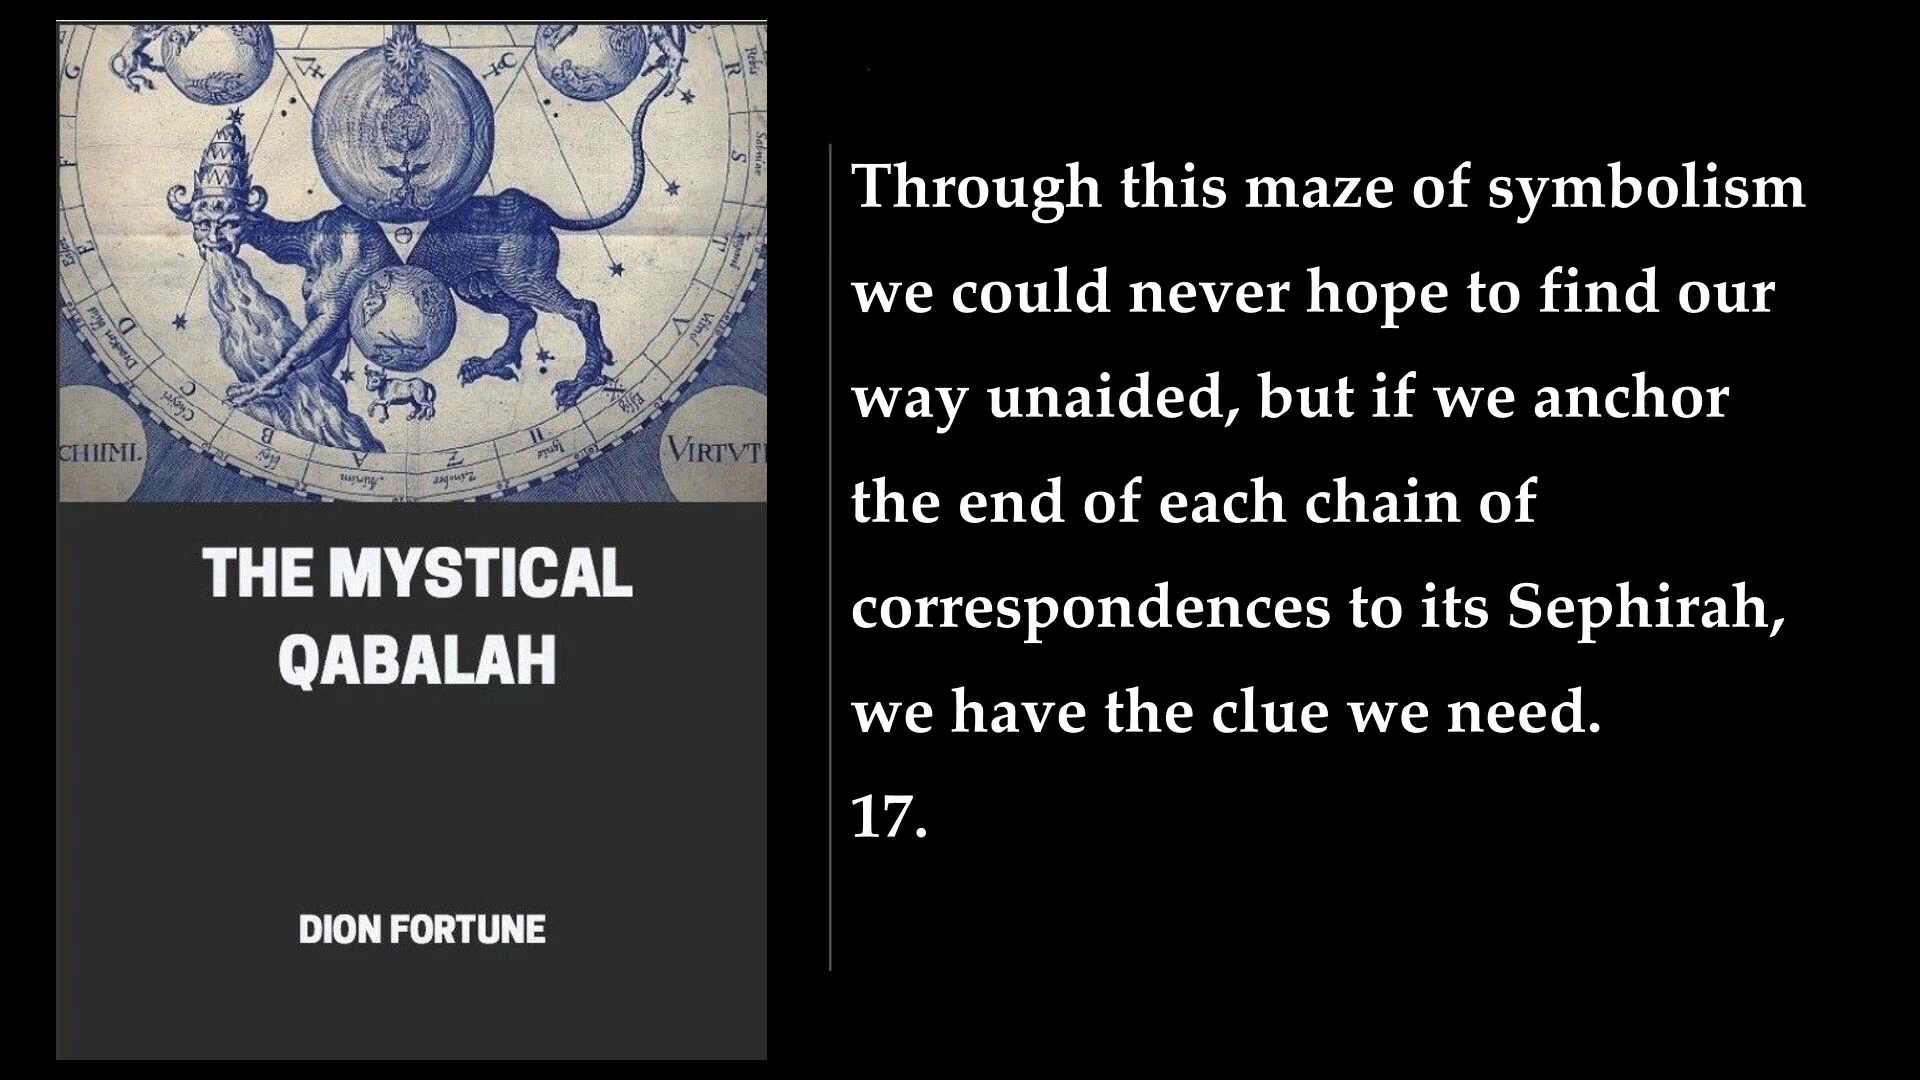 CHIIMI.
VIRTVT
THE MYSTICAL
QABALAH
DION FORTUNE
Through this maze of symbolism
we could never hope to find our
way unaided, but if we anchor
the end of each chain of
correspondences to its Sephirah,
we have the clue we need.
17.